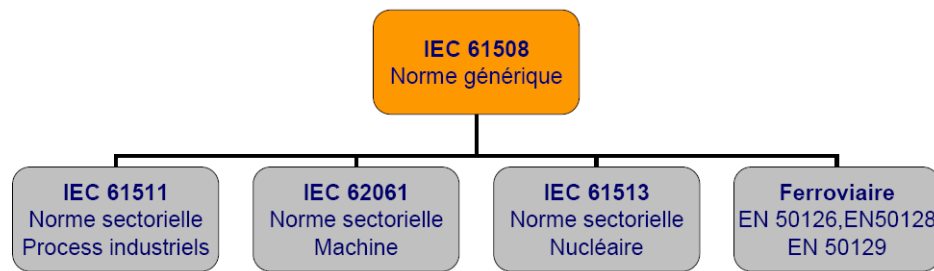 IEC 61508
Norme générique
IEC 61511
Norme sectorielle
Process industriels
IEC 62061
Norme sectorielle
Machine
IEC 61513
Norme sectorielle
Nucléaire
Ferroviaire
EN 50126,EN50128
EN 50129